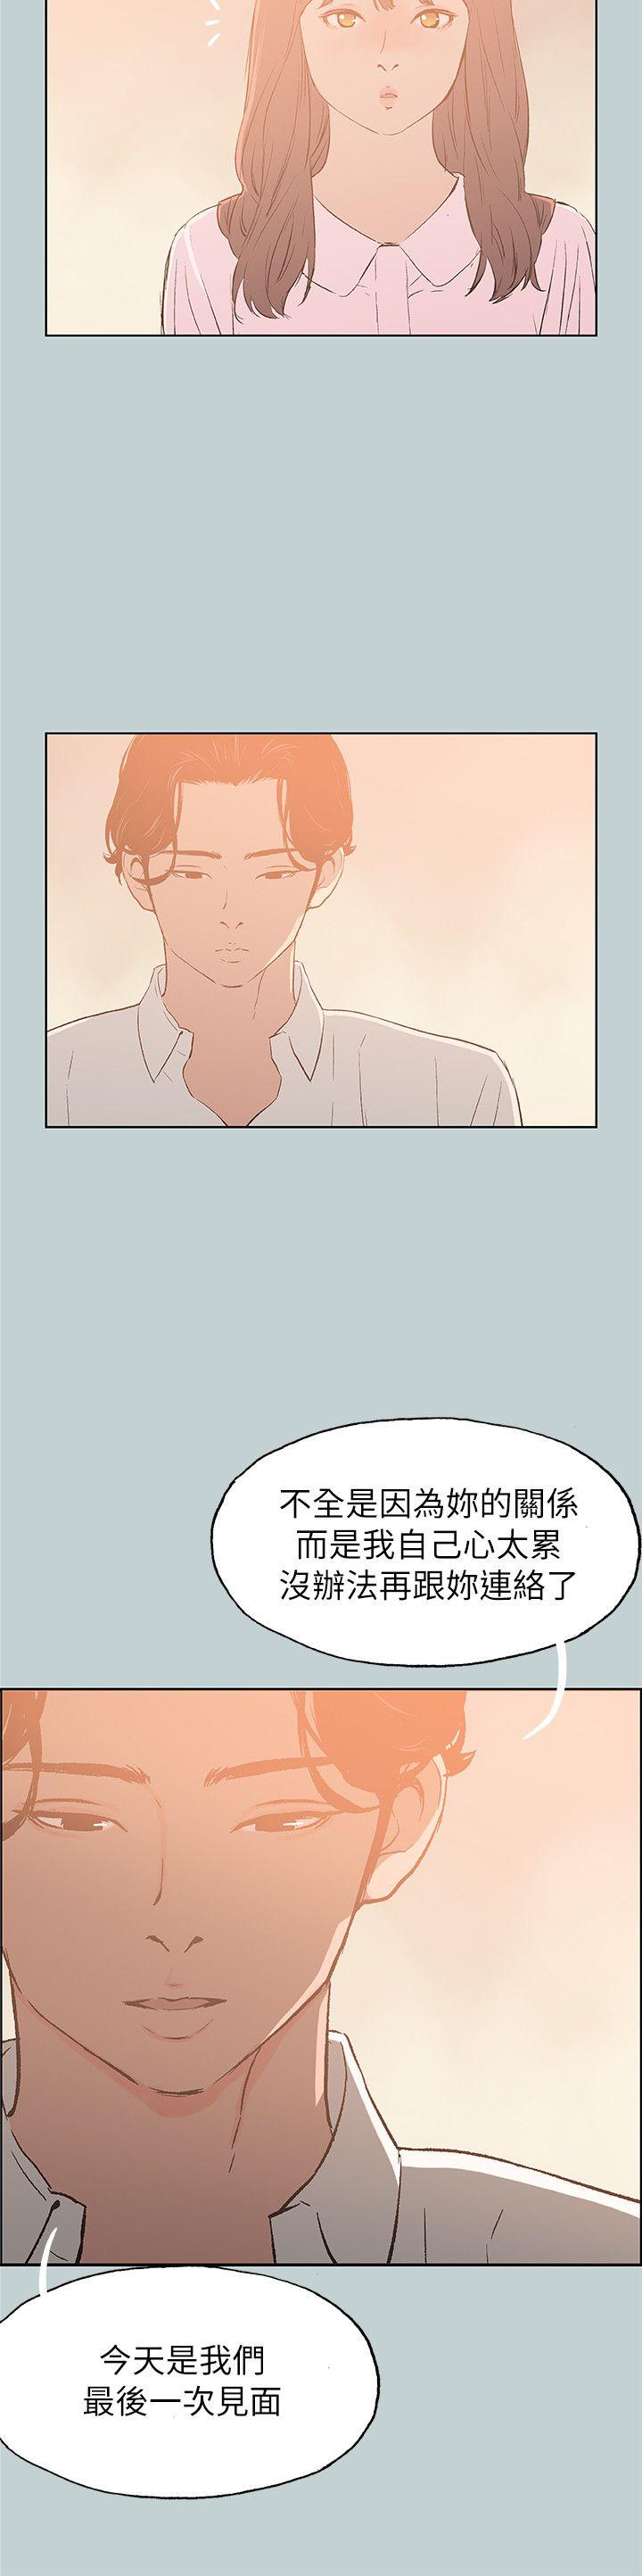 不全是因為妳的關係
而是我自己心太累
沒辦法再跟妳連絡了
今天是我們
最後一次見面